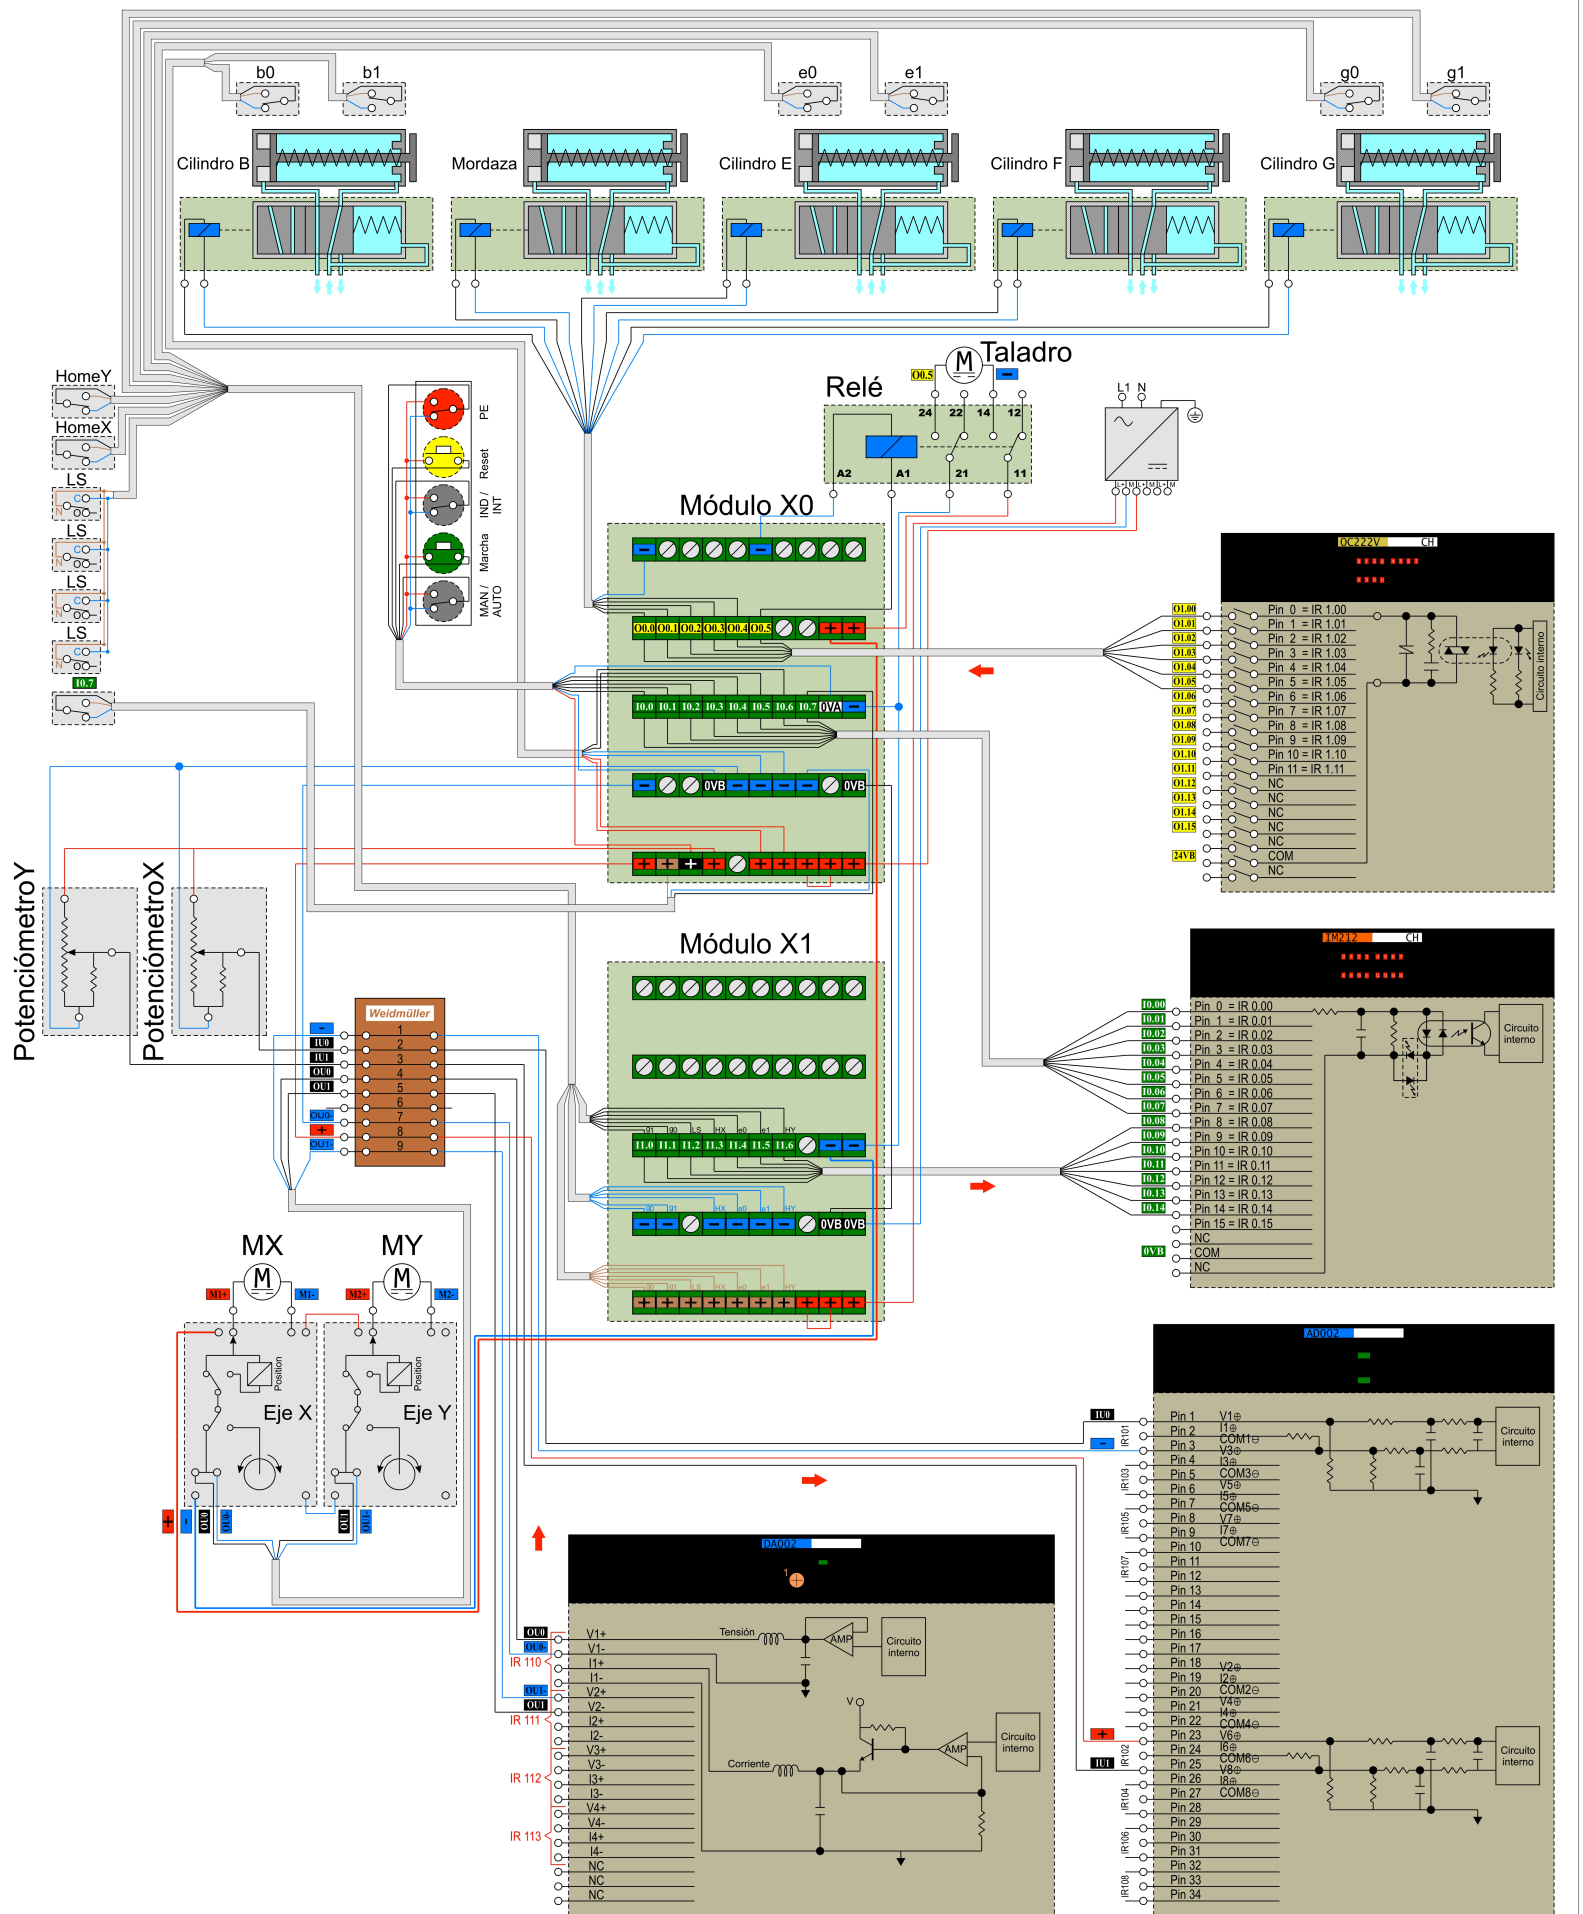 b0
b1
e0
e1
g0
g1
Cilindro B
Mordaza
Cilindro E
Cilindro F
Cilindro G
HomeY
HomeX
LS
LS
LS
LS
C
O
N
C
O
N
C
O
N
C
O
N
I0.7
PE
Reset
IND / INT
Marcha
MAN / AUTO
Relé
Taladro
M
O0.5
24
22
14
12
A2
A1
21
11
L1 N
L+ M L+ M L+ M
Módulo X0
O0.0 O0.1 O0.2 O0.3 O0.4 O0.5 + +
I0.0 I0.1 I0.2 I0.3 I0.4 I0.5 I0.6 I0.7 0VA −
− 0VB − − − − 0VB
+ + + + + + + + +
Módulo X1
g1 g0 LS HX e0 e1 HY
I1.0 I1.1 I1.2 I1.3 I1.4 I1.5 I1.6 − −
g0 g1 HX e0 e1 HY
− − − − − − 0VB 0VB
g0 g1 LS HX e0 e1 HY
+ + + + + + + + + +
OC222V CH
O1.00 Pin 0 = IR 1.00
O1.01 Pin 1 = IR 1.01
O1.02 Pin 2 = IR 1.02
O1.03 Pin 3 = IR 1.03
O1.04 Pin 4 = IR 1.04
O1.05 Pin 5 = IR 1.05
O1.06 Pin 6 = IR 1.06
O1.07 Pin 7 = IR 1.07
O1.08 Pin 8 = IR 1.08
O1.09 Pin 9 = IR 1.09
O1.10 Pin 10 = IR 1.10
O1.11 Pin 11 = IR 1.11
O1.12 NC
O1.13 NC
O1.14 NC
O1.15 NC
NC
24VB COM
NC
Circuito interno
IM212 CH
I0.00 Pin 0 = IR 0.00
I0.01 Pin 1 = IR 0.01
I0.02 Pin 2 = IR 0.02
I0.03 Pin 3 = IR 0.03
I0.04 Pin 4 = IR 0.04
I0.05 Pin 5 = IR 0.05
I0.06 Pin 6 = IR 0.06
I0.07 Pin 7 = IR 0.07
I0.08 Pin 8 = IR 0.08
I0.09 Pin 9 = IR 0.09
I0.10 Pin 10 = IR 0.10
I0.11 Pin 11 = IR 0.11
I0.12 Pin 12 = IR 0.12
I0.13 Pin 13 = IR 0.13
I0.14 Pin 14 = IR 0.14
Pin 15 = IR 0.15
NC
0VB COM
NC
Circuito
interno
PotenciómetroY
PotenciómetroX
Weidmüller
− 1
IU0 2
IU1 3
OU0 4
OU1 5
6
OU0- 7
+ 8
OU1- 9
MX
MY
M
M
M1+
M1-
M2+
M2-
Position
Position
Eje X
Eje Y
+
−
OU0
OU0-
OU1
OU1-
DA002
1
OU0 V1+
OU0- V1-
IR 110
I1+
I1-
OU1- V2+
OU1 V2-
IR 111
I2+
I2-
V3+
V3-
IR 112
I3+
I3-
V4+
V4-
IR 113
I4+
I4-
NC
NC
NC
Tensión
AMP
Circuito
interno
V
AMP
Circuito
interno
Corriente
AD002
IU0
−
IR101
IR103
IR105
IR107
Pin 1 V1⊕
Pin 2 I1⊕
Pin 3 COM1⊖
V3⊕
Pin 4 I3⊕
Pin 5 COM3⊖
Pin 6 V5⊕
I5⊕
Pin 7 COM5⊖
Pin 8 V7⊕
Pin 9 I7⊕
Pin 10 COM7⊖
Pin 11
Pin 12
Pin 13
Pin 14
Pin 15
Pin 16
Pin 17
Pin 18 V2⊕
Pin 19 I2⊕
Pin 20 COM2⊖
Pin 21 V4⊕
I4⊕
Pin 22 COM4⊖
Pin 23 V6⊕
Pin 24 I6⊕
COM6⊖
Pin 25 V8⊕
Pin 26 I8⊕
Pin 27 COM8⊖
Pin 28
Pin 29
Pin 30
Pin 31
Pin 32
Pin 33
Pin 34
+
IU1
IR102
IR104
IR106
IR108
Circuito
interno
Circuito
interno